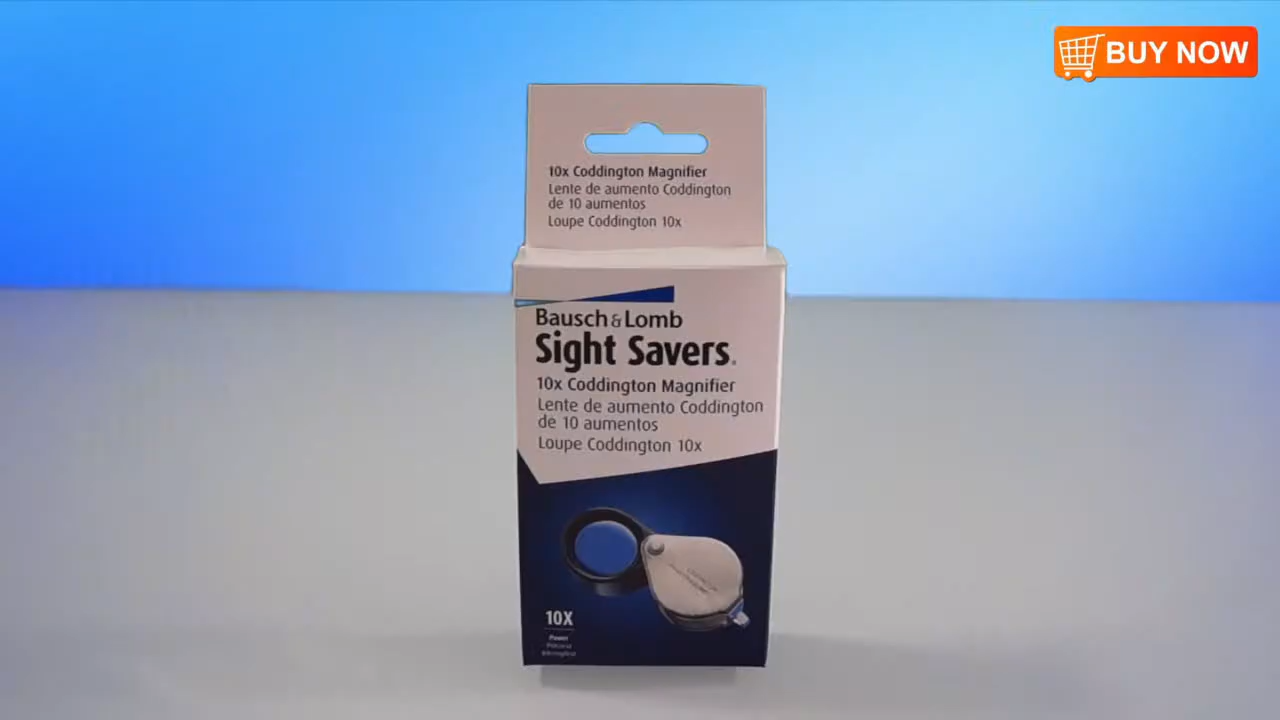 BUY NOW
10x Coddington Magnifier
Lente de aumento Coddington
de 10 aumentos
Loupe Coddington 10x
Bausch & Lomb
Sight Savers®
10x Coddington Magnifier
Lente de aumento Coddington
de 10 aumentos
Loupe Coddington 10x
10X
Power